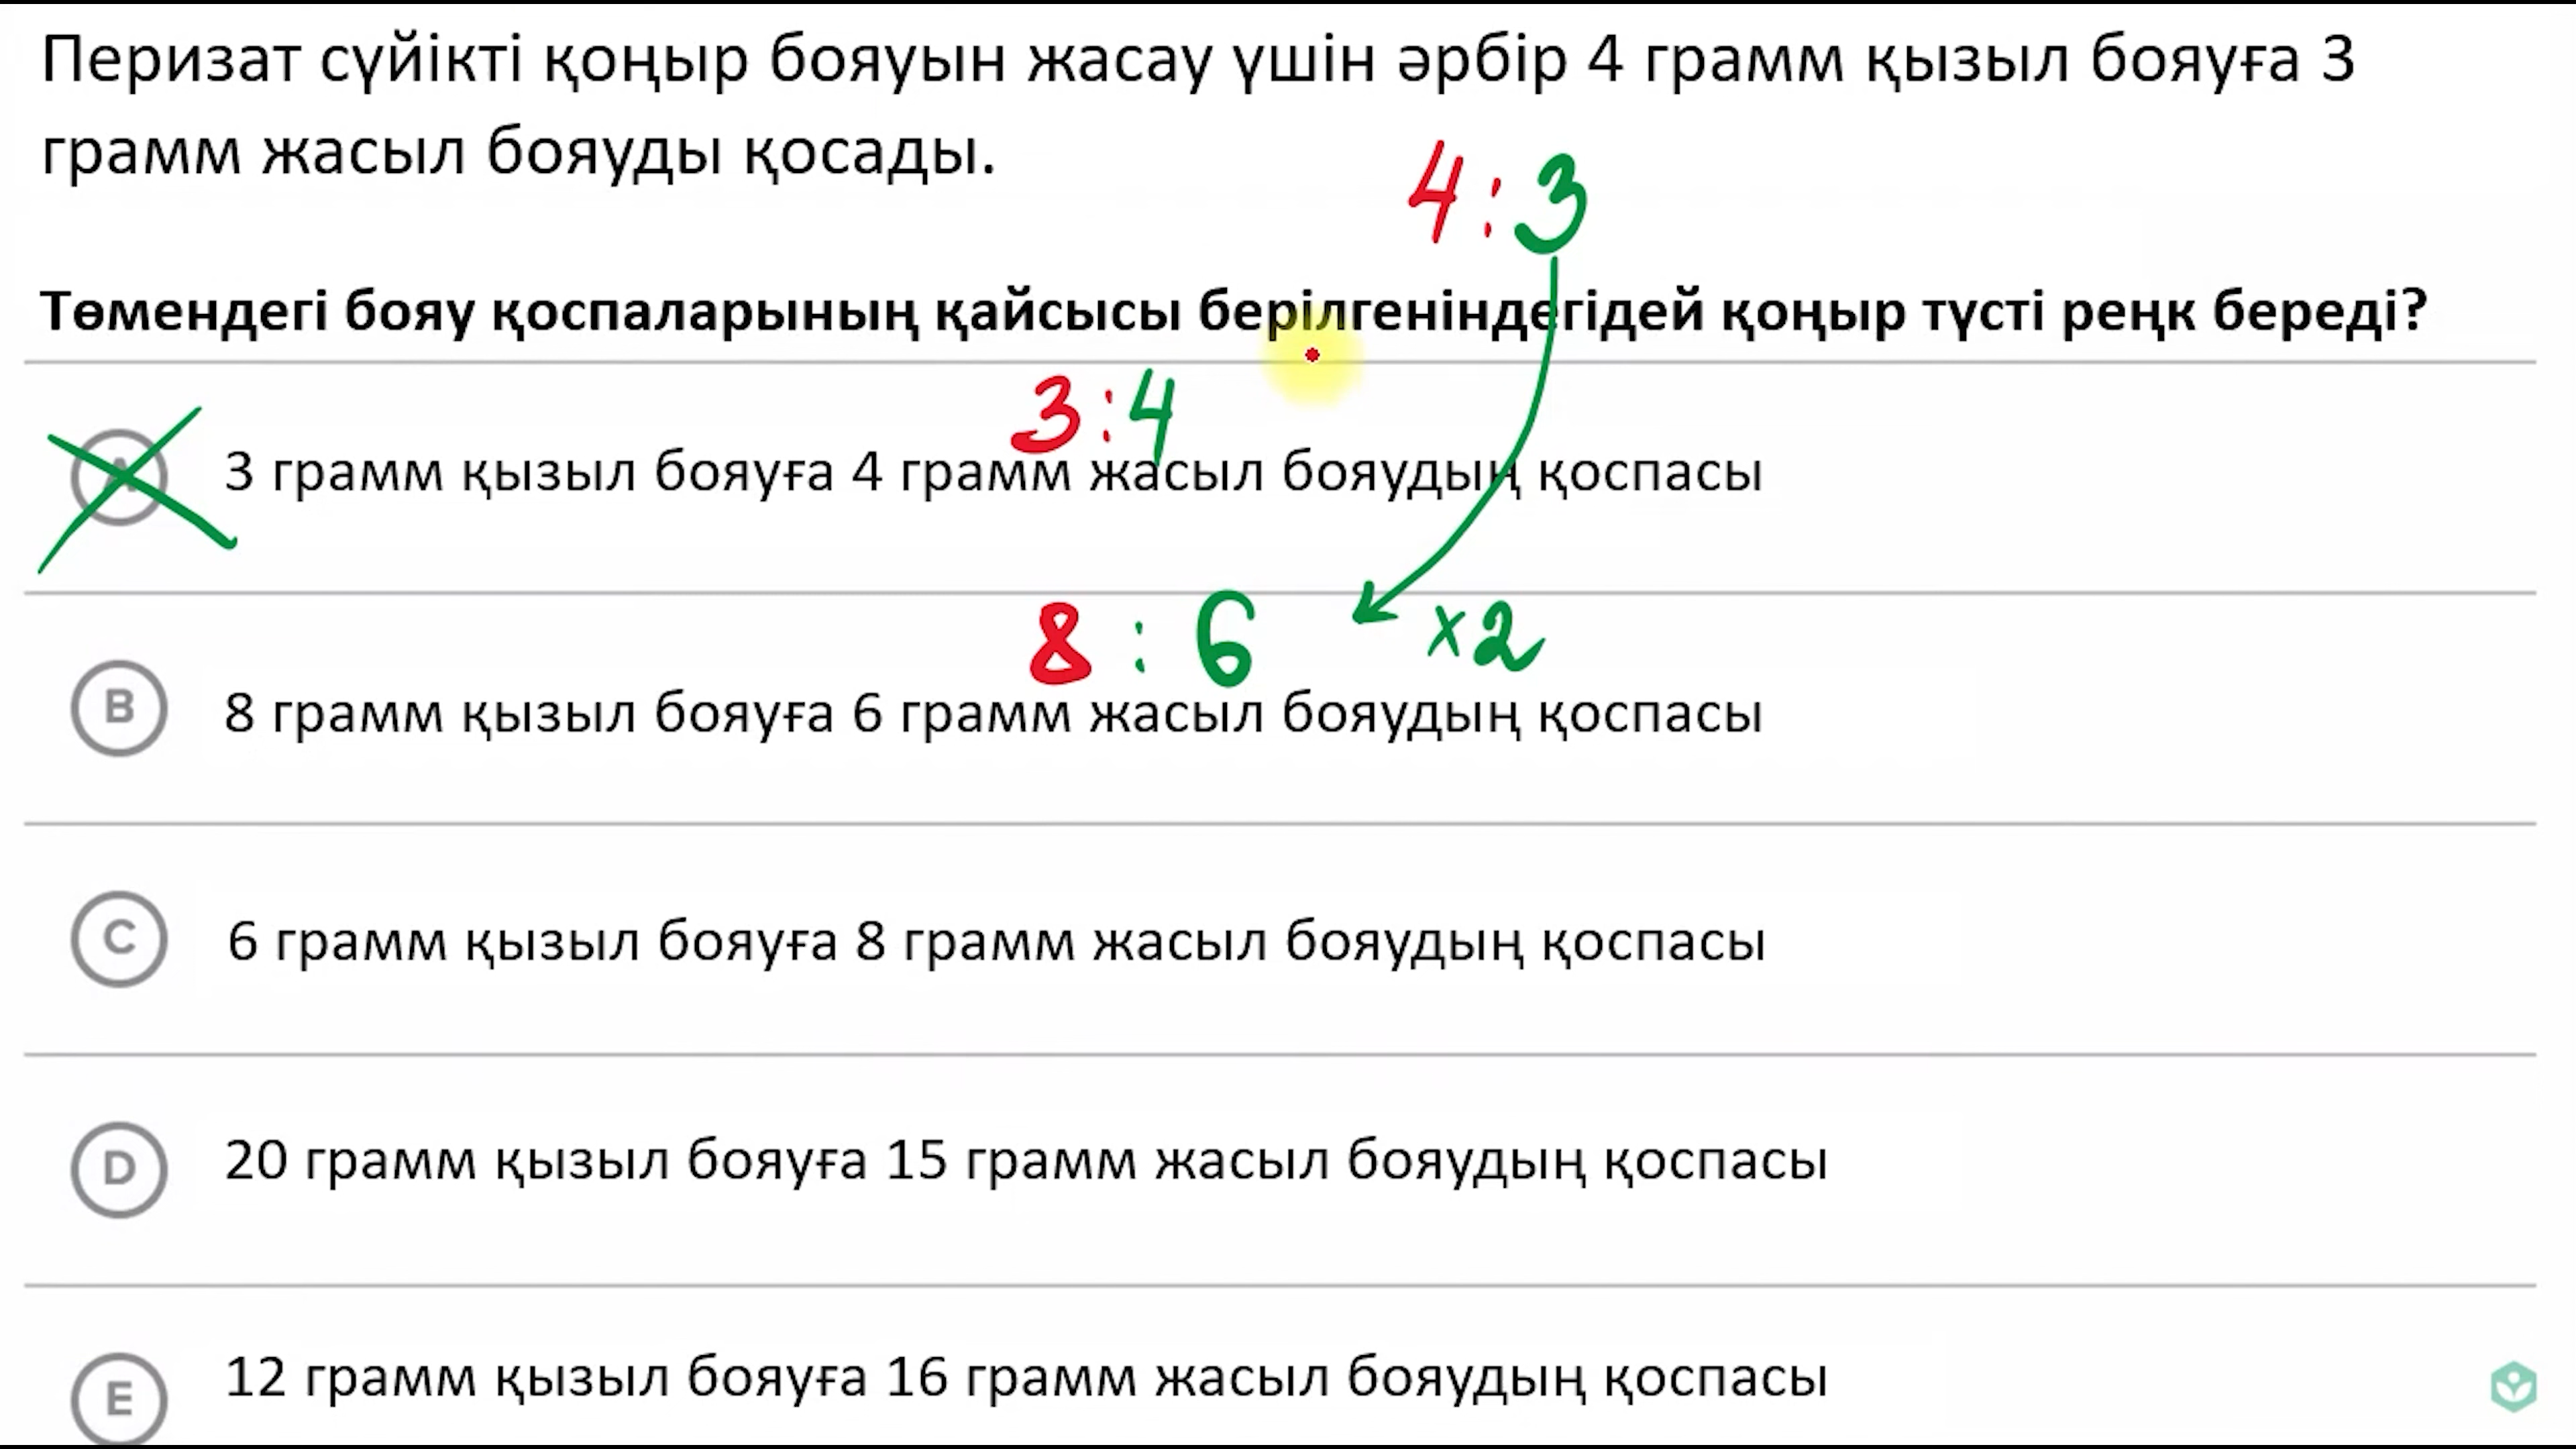 Перизат сүйікті қоңыр бояуын жасау үшін әрбір 4 грамм қызыл бояуға 3
грамм жасыл бояуды қосады.
4:3
Төмендегі бояу қоспаларының қайсысы берілгеніндегідей қоңыр түсті реңк береді?
3:4
A 3 грамм қызыл бояуға 4 грамм жасыл бояудың қоспасы
8 : 6 ×2
B 8 грамм қызыл бояуға 6 грамм жасыл бояудың қоспасы
C 6 грамм қызыл бояуға 8 грамм жасыл бояудың қоспасы
D 20 грамм қызыл бояуға 15 грамм жасыл бояудың қоспасы
E 12 грамм қызыл бояуға 16 грамм жасыл бояудың қоспасы